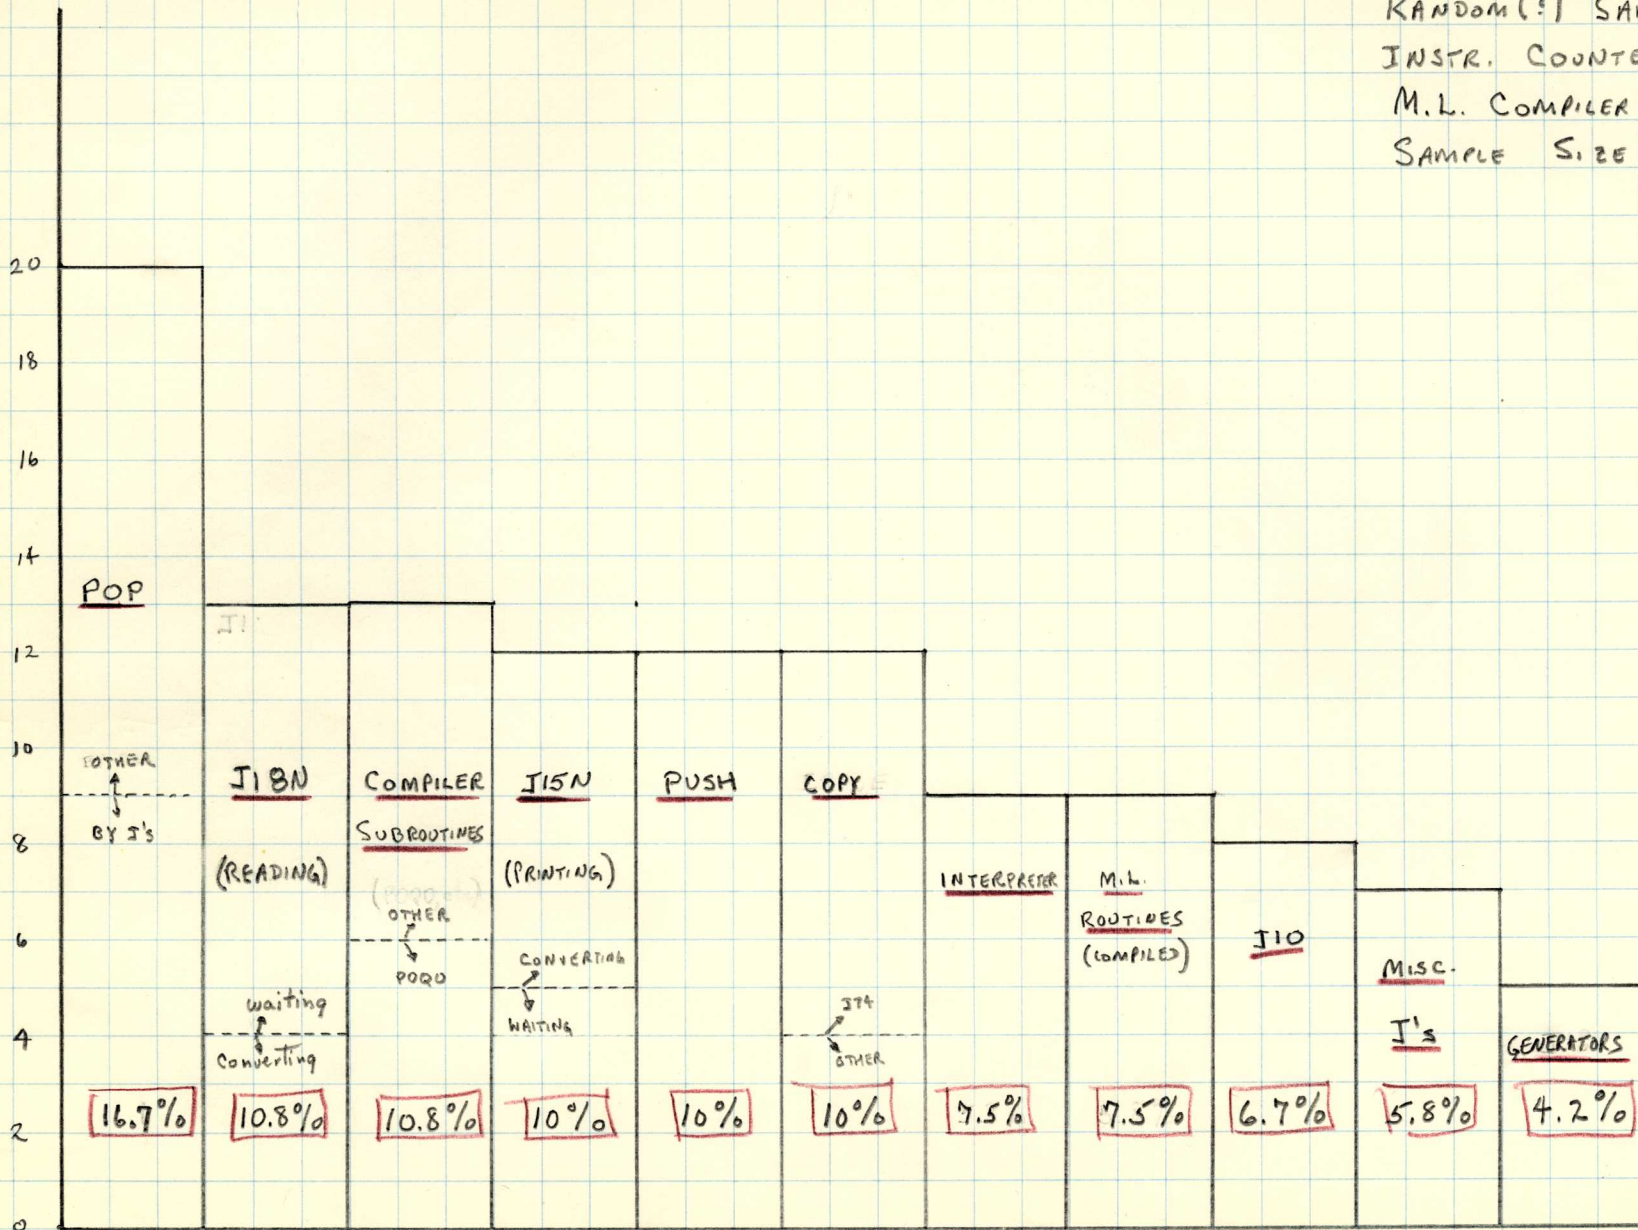 RANDOM(?) SA
INSTR. COUNTE
M.L. COMPILER
SAMPLE SIZE
20
18
16
14
12
10
8
6
4
2
0
POP
OTHER
BY J'S
16.7%
J18N
(READING)
waiting
Converting
10.8%
COMPILER
SUBROUTINES
OTHER
POQO
10.8%
J15N
(PRINTING)
CONVERTING
WAITING
10%
PUSH
10%
COPY
J74
OTHER
10%
INTERPRETER
7.5%
M.L.
ROUTINES
(COMPILED)
7.5%
J10
6.7%
MISC.
J's
5.8%
GENERATORS
4.2%